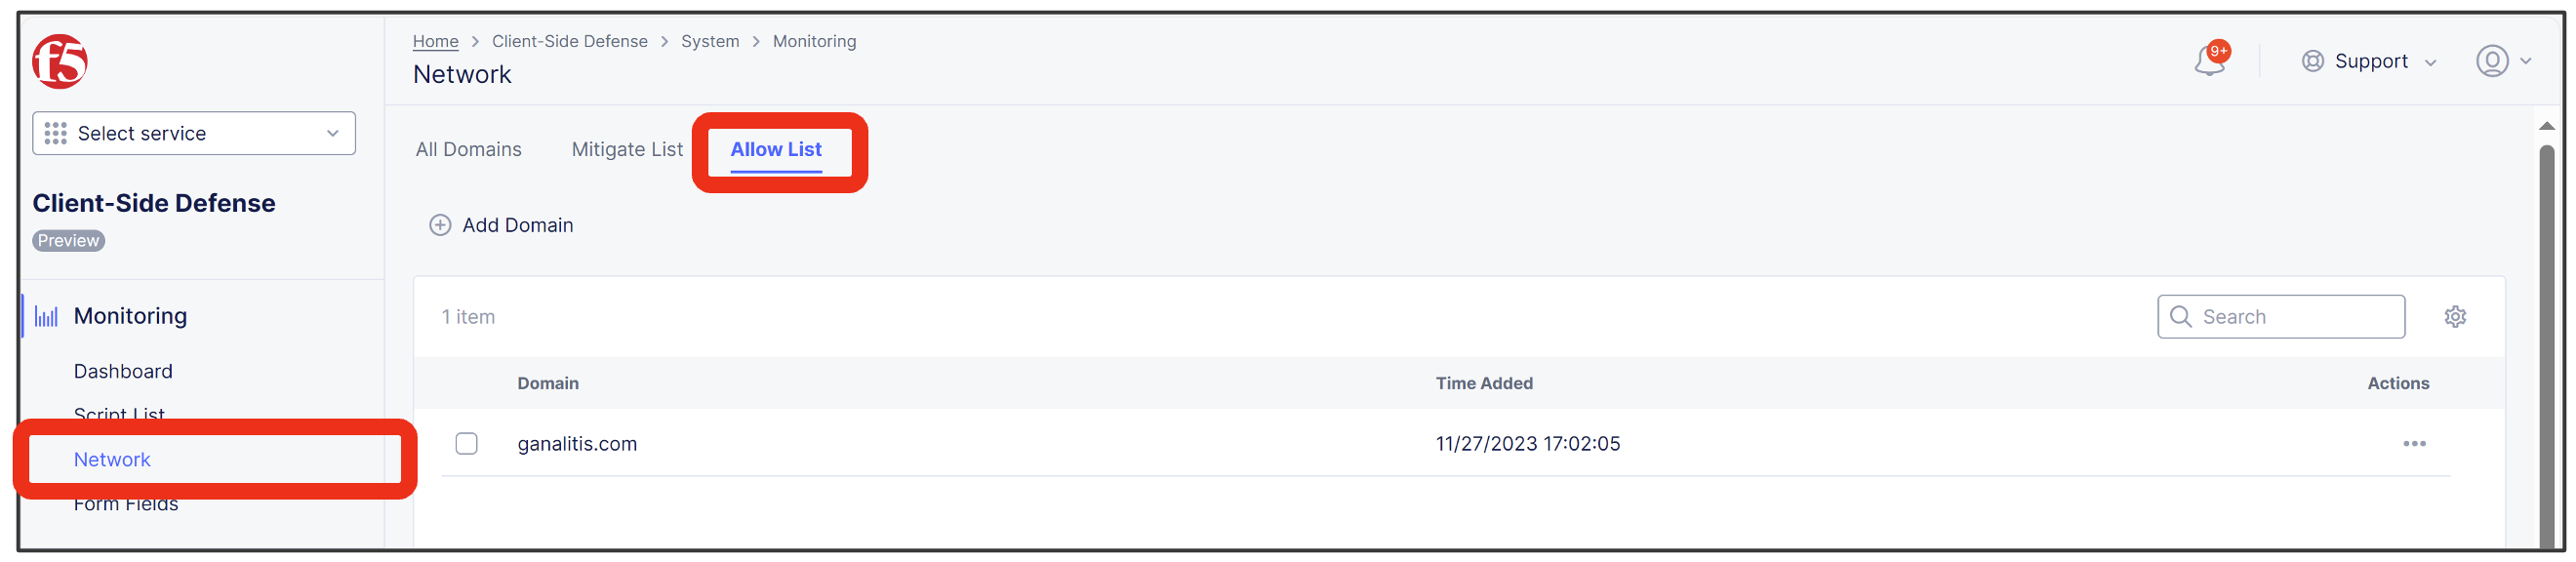 f5
Home > Client-Side Defense > System > Monitoring
Network
9+
Support
Select service
Client-Side Defense
Preview
Monitoring
Dashboard
Script List
Network
Form Fields
All Domains Mitigate List Allow List
Add Domain
1 item
Search
Domain Time Added Actions
ganalitis.com 11/27/2023 17:02:05